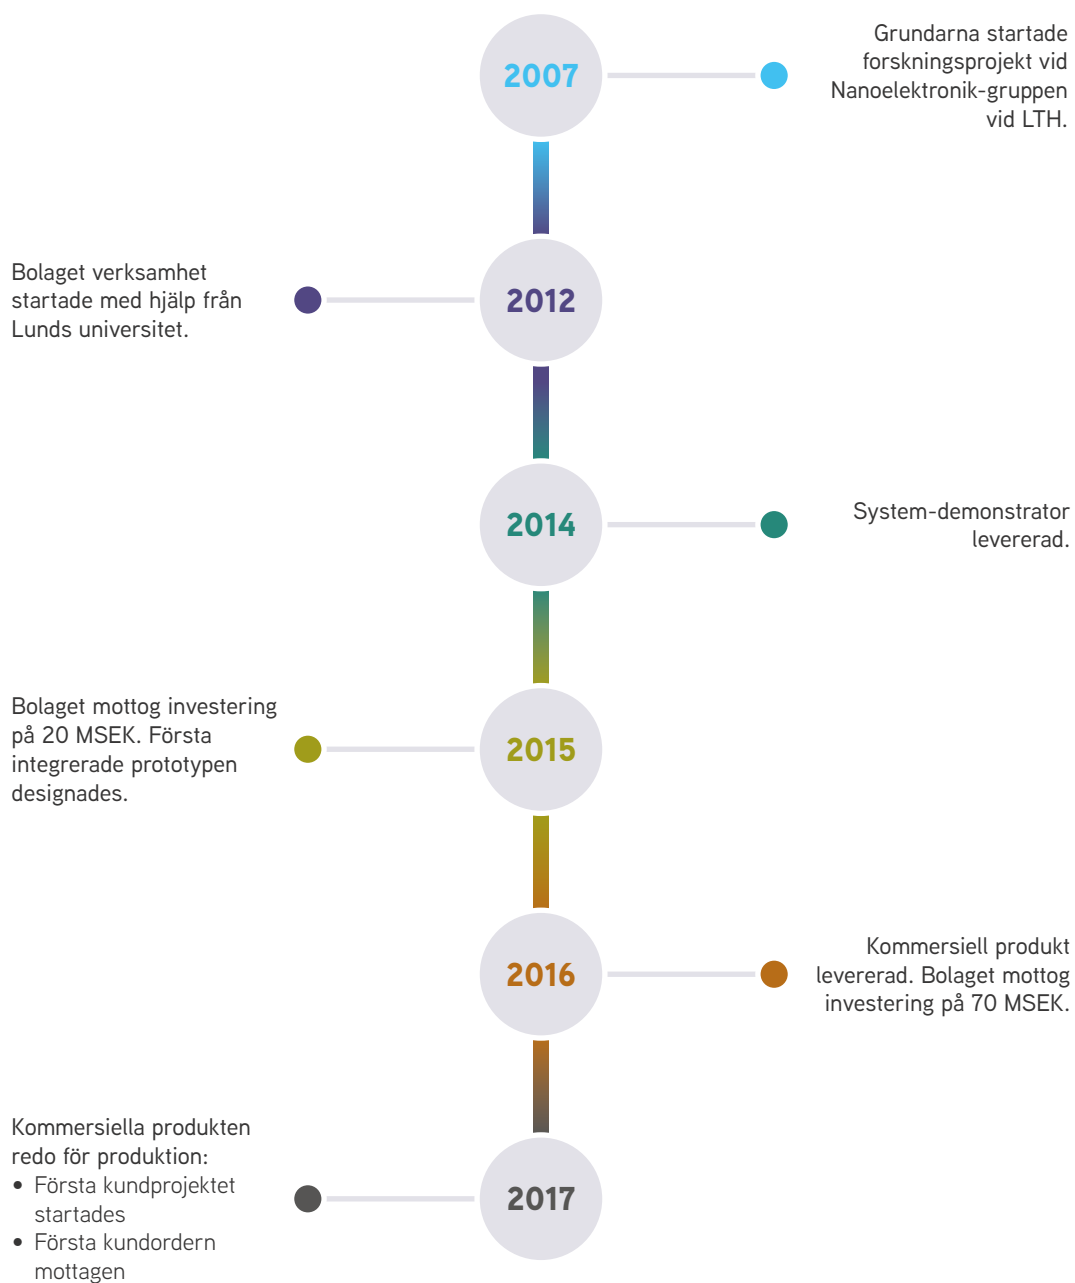 2007
Grundarna startade
forskningsprojekt vid
Nanoelektronik-gruppen
vid LTH.
Bolaget verksamhet
startade med hjälp från
Lunds universitet.
2012
2014
System-demonstrator
levererad.
Bolaget mottog investering
på 20 MSEK. Första
integrerade prototypen
designades.
2015
2016
Kommersiell produkt
levererad. Bolaget mottog
investering på 70 MSEK.
Kommersiella produkten
redo för produktion:
• Första kundprojektet
startades
• Första kundordern
mottagen
2017